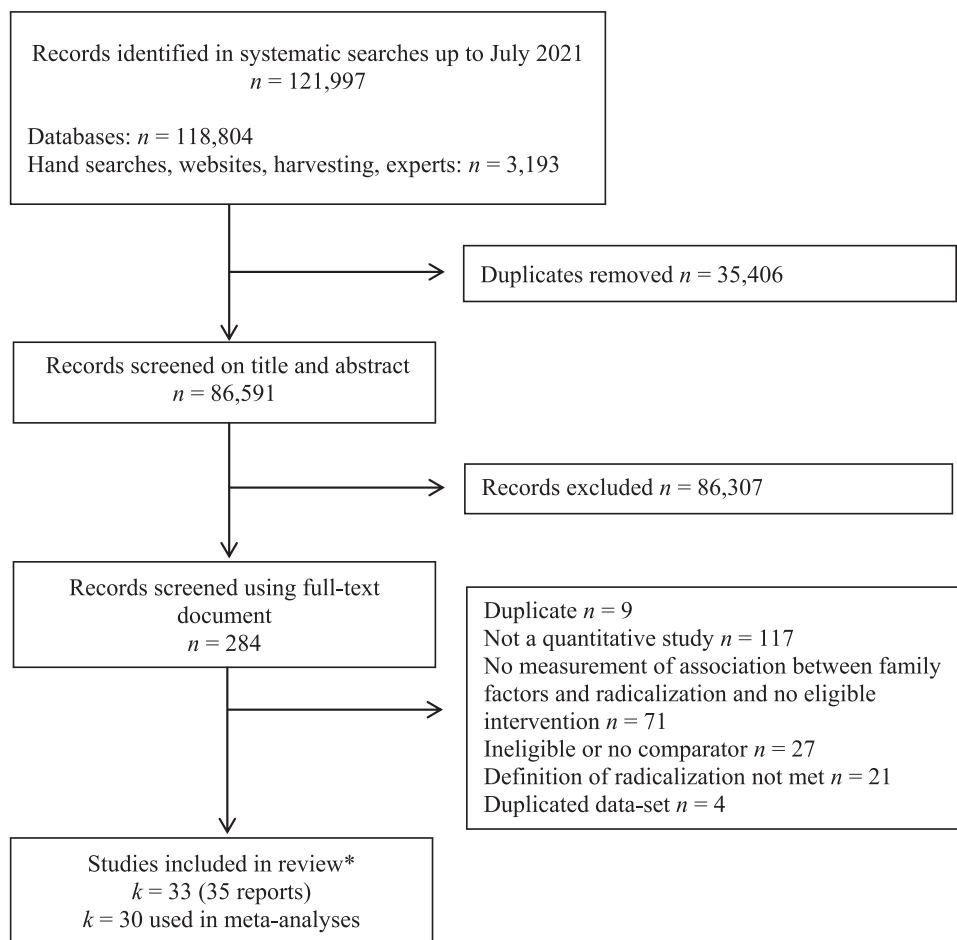 Records identified in systematic searches up to July 2021
n = 121,997
Databases: n = 118,804
Hand searches, websites, harvesting, experts: n = 3,193
Duplicates removed n = 35,406
Records screened on title and abstract
n = 86,591
Records excluded n = 86,307
Records screened using full-text
document
n = 284
Duplicate n = 9
Not a quantitative study n = 117
No measurement of association between family
factors and radicalization and no eligible
intervention n = 71
Ineligible or no comparator n = 27
Definition of radicalization not met n = 21
Duplicated data-set n = 4
Studies included in review*
k = 33 (35 reports)
k = 30 used in meta-analyses